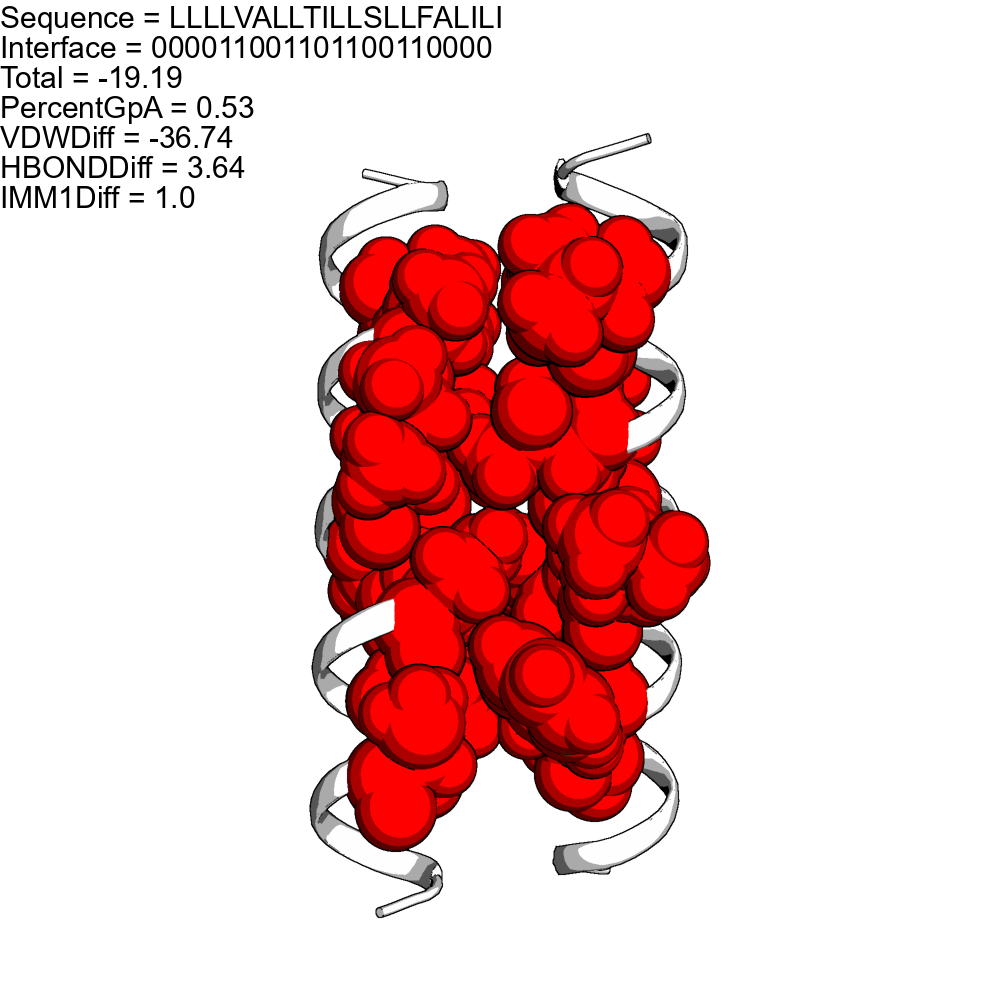 Sequence = LLLLVALLTILLSLLFALILI
Interface = 000011001101100110000
Total = -19.19
PercentGpA = 0.53
VDWDiff = -36.74
HBONDDiff = 3.64
IMM1Diff = 1.0